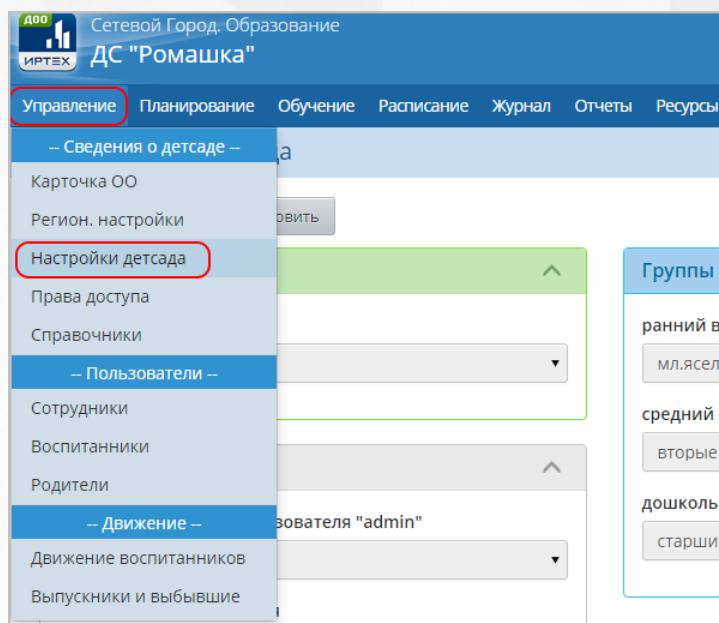 ДОО
ИРТЕХ
Сетевой Город. Образование
ДС "Ромашка"
Управление Планирование Обучение Расписание Журнал Отчеты Ресурсы
-- Сведения о детсаде --
Карточка ОО
Регион. настройки
Настройки детсада
Права доступа
Справочники
-- Пользователи --
Сотрудники
Воспитанники
Родители
-- Движение --
Движение воспитанников
Выпускники и выбывшие
да
овить
зователя "admin"
я
Группы
ранний в
мл.ясел
средний
вторые
дошколь
старши